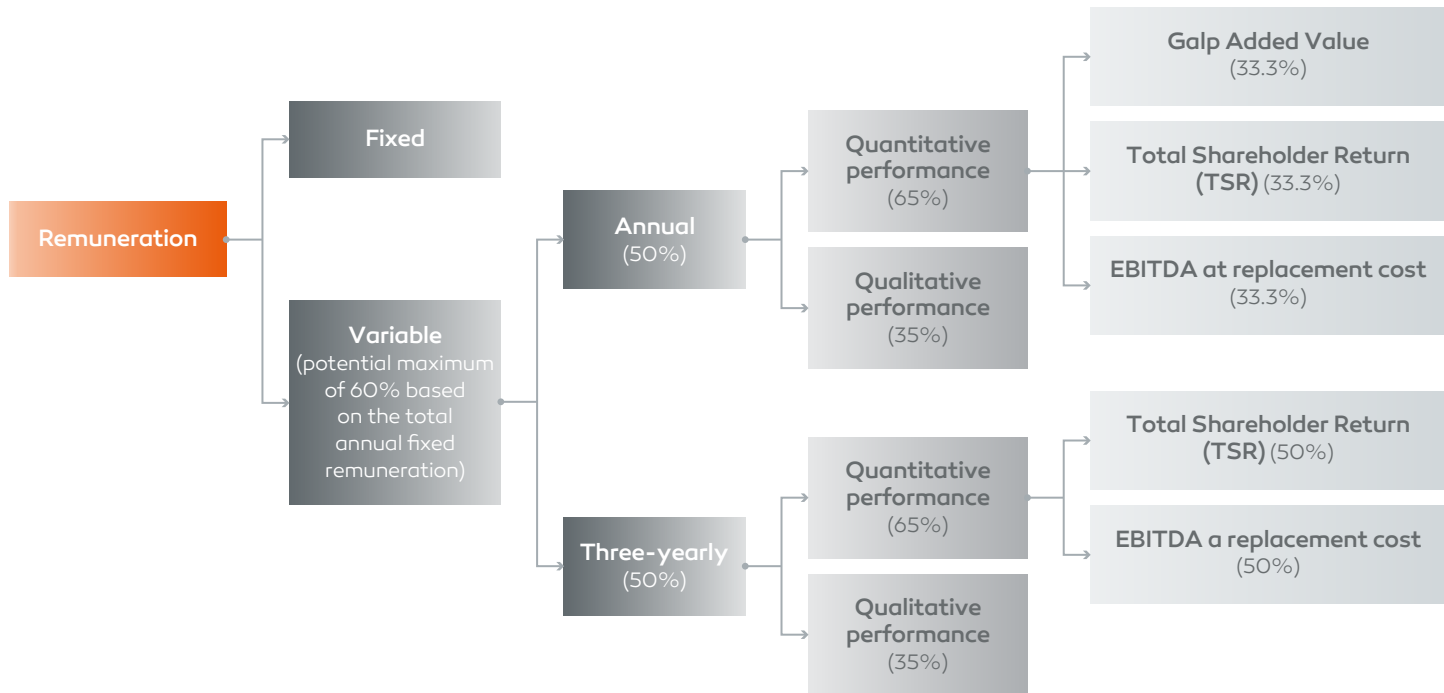 Remuneration
Fixed
Variable
(potential maximum
of 60% based
on the total
annual fixed
remuneration)
Annual
(50%)
Three-yearly
(50%)
Quantitative
performance
(65%)
Qualitative
performance
(35%)
Quantitative
performance
(65%)
Qualitative
performance
(35%)
Galp Added Value
(33.3%)
Total Shareholder Return
(TSR) (33.3%)
EBITDA at replacement cost
(33.3%)
Total Shareholder Return
(TSR) (50%)
EBITDA a replacement cost
(50%)